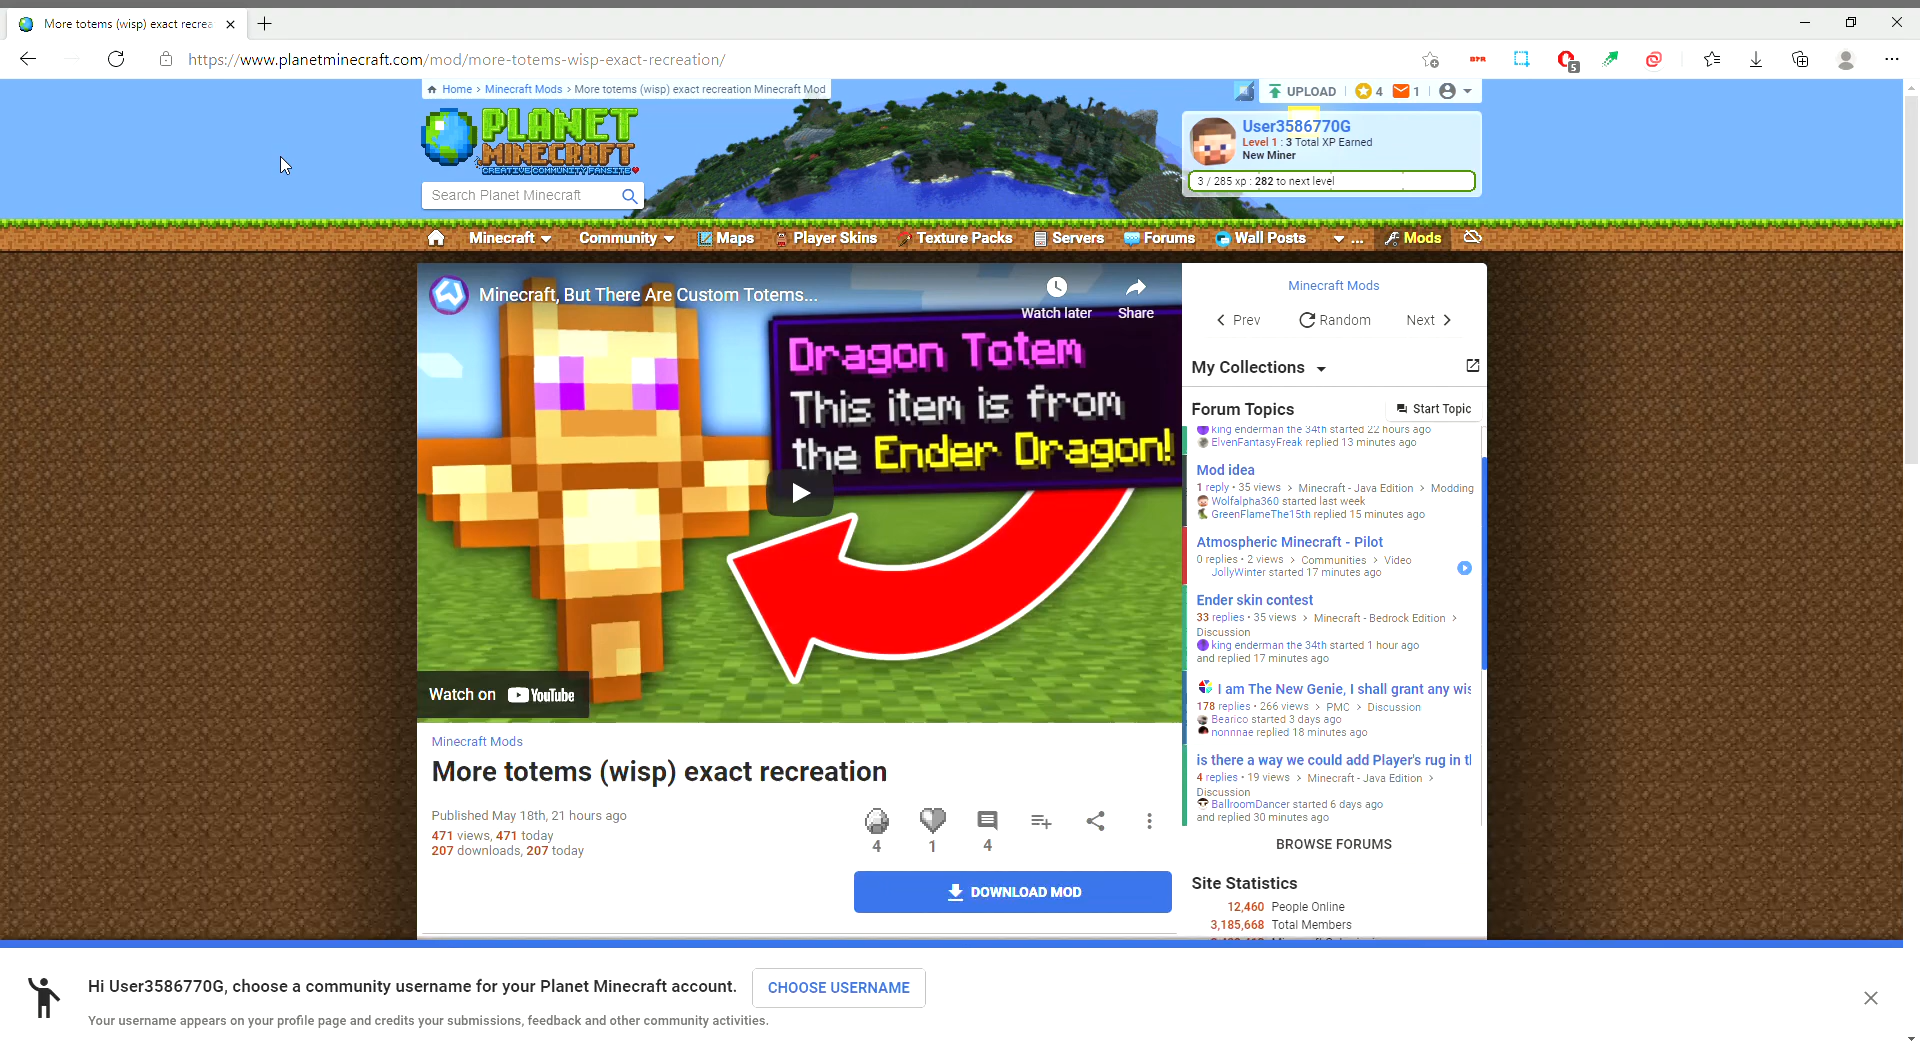 More totems (wisp) exact recrea
https://www.planetminecraft.com/mod/more-totems-wisp-exact-recreation/
5
Home > Minecraft Mods > More totems (wisp) exact recreation Minecraft Mod
UPLOAD 4 1
PLANET
MINECRAFT
CREATIVE COMMUNITY FANSITE
User3586770G
Level 1 : 3 Total XP Earned
New Miner
3 / 285 xp : 282 to next level
Search Planet Minecraft
Minecraft Community Maps Player Skins Texture Packs Servers Forums Wall Posts ... Mods
Minecraft, But There Are Custom Totems...
Watch later Share
Dragon Totem
This item is from
the Ender Dragon!
Watch on YouTube
Minecraft Mods
More totems (wisp) exact recreation
Published May 18th, 21 hours ago
471 views, 471 today
207 downloads, 207 today
4 1 4
DOWNLOAD MOD
Minecraft Mods
Prev Random Next
My Collections
Forum Topics Start Topic
king enderman the 34th started 22 hours ago
ElvenFantasyFreak replied 13 minutes ago
Mod idea
1 reply • 35 views > Minecraft - Java Edition > Modding
Wolfalpha360 started last week
GreenFlameThe15th replied 15 minutes ago
Atmospheric Minecraft - Pilot
0 replies • 2 views > Communities > Video
JollyWinter started 17 minutes ago
Ender skin contest
33 replies • 35 views > Minecraft - Bedrock Edition >
Discussion
king enderman the 34th started 1 hour ago
and replied 17 minutes ago
I am The New Genie, I shall grant any wis
178 replies • 266 views > PMC > Discussion
Bearico started 3 days ago
nonnnae replied 18 minutes ago
is there a way we could add Player's rug in t
4 replies • 19 views > Minecraft - Java Edition >
Discussion
BallroomDancer started 6 days ago
and replied 30 minutes ago
BROWSE FORUMS
Site Statistics
12,460 People Online
3,185,668 Total Members
Hi User3586770G, choose a community username for your Planet Minecraft account.
CHOOSE USERNAME
Your username appears on your profile page and credits your submissions, feedback and other community activities.